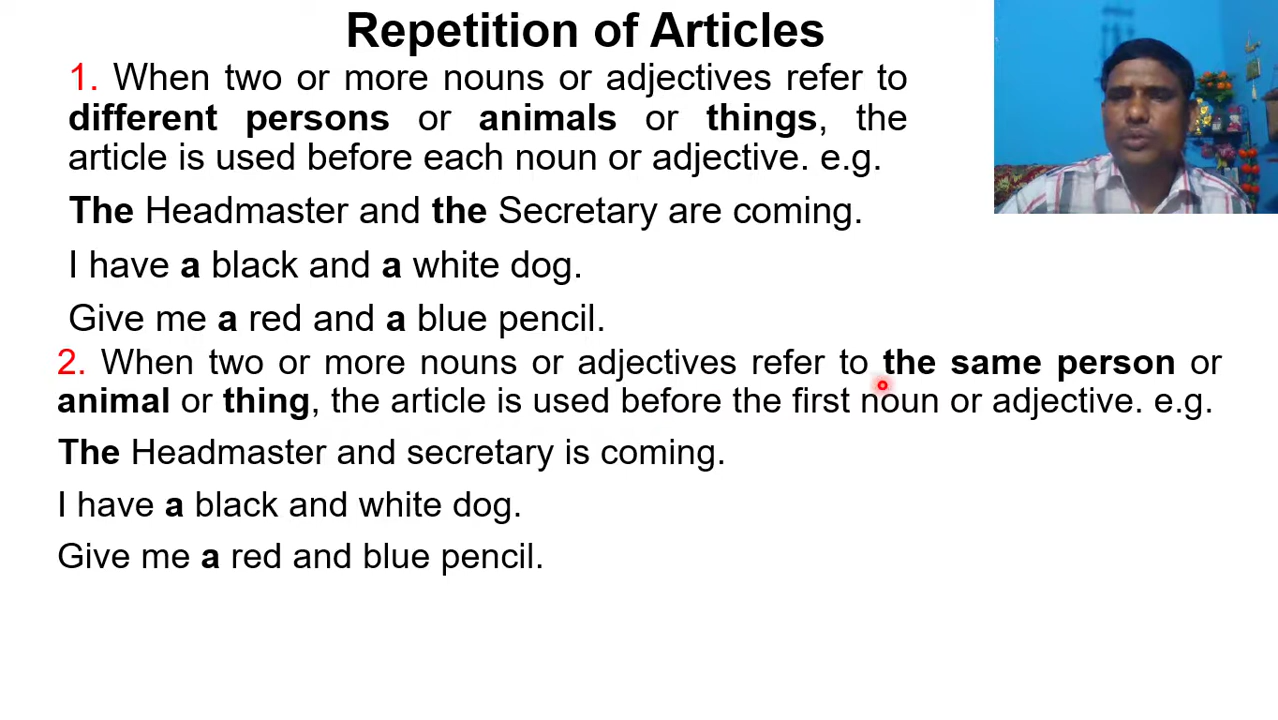 Repetition of Articles
1. When two or more nouns or adjectives refer to
different persons or animals or things, the
article is used before each noun or adjective. e.g.
The Headmaster and the Secretary are coming.
I have a black and a white dog.
Give me a red and a blue pencil.
2. When two or more nouns or adjectives refer to the same person or
animal or thing, the article is used before the first noun or adjective. e.g.
The Headmaster and secretary is coming.
I have a black and white dog.
Give me a red and blue pencil.